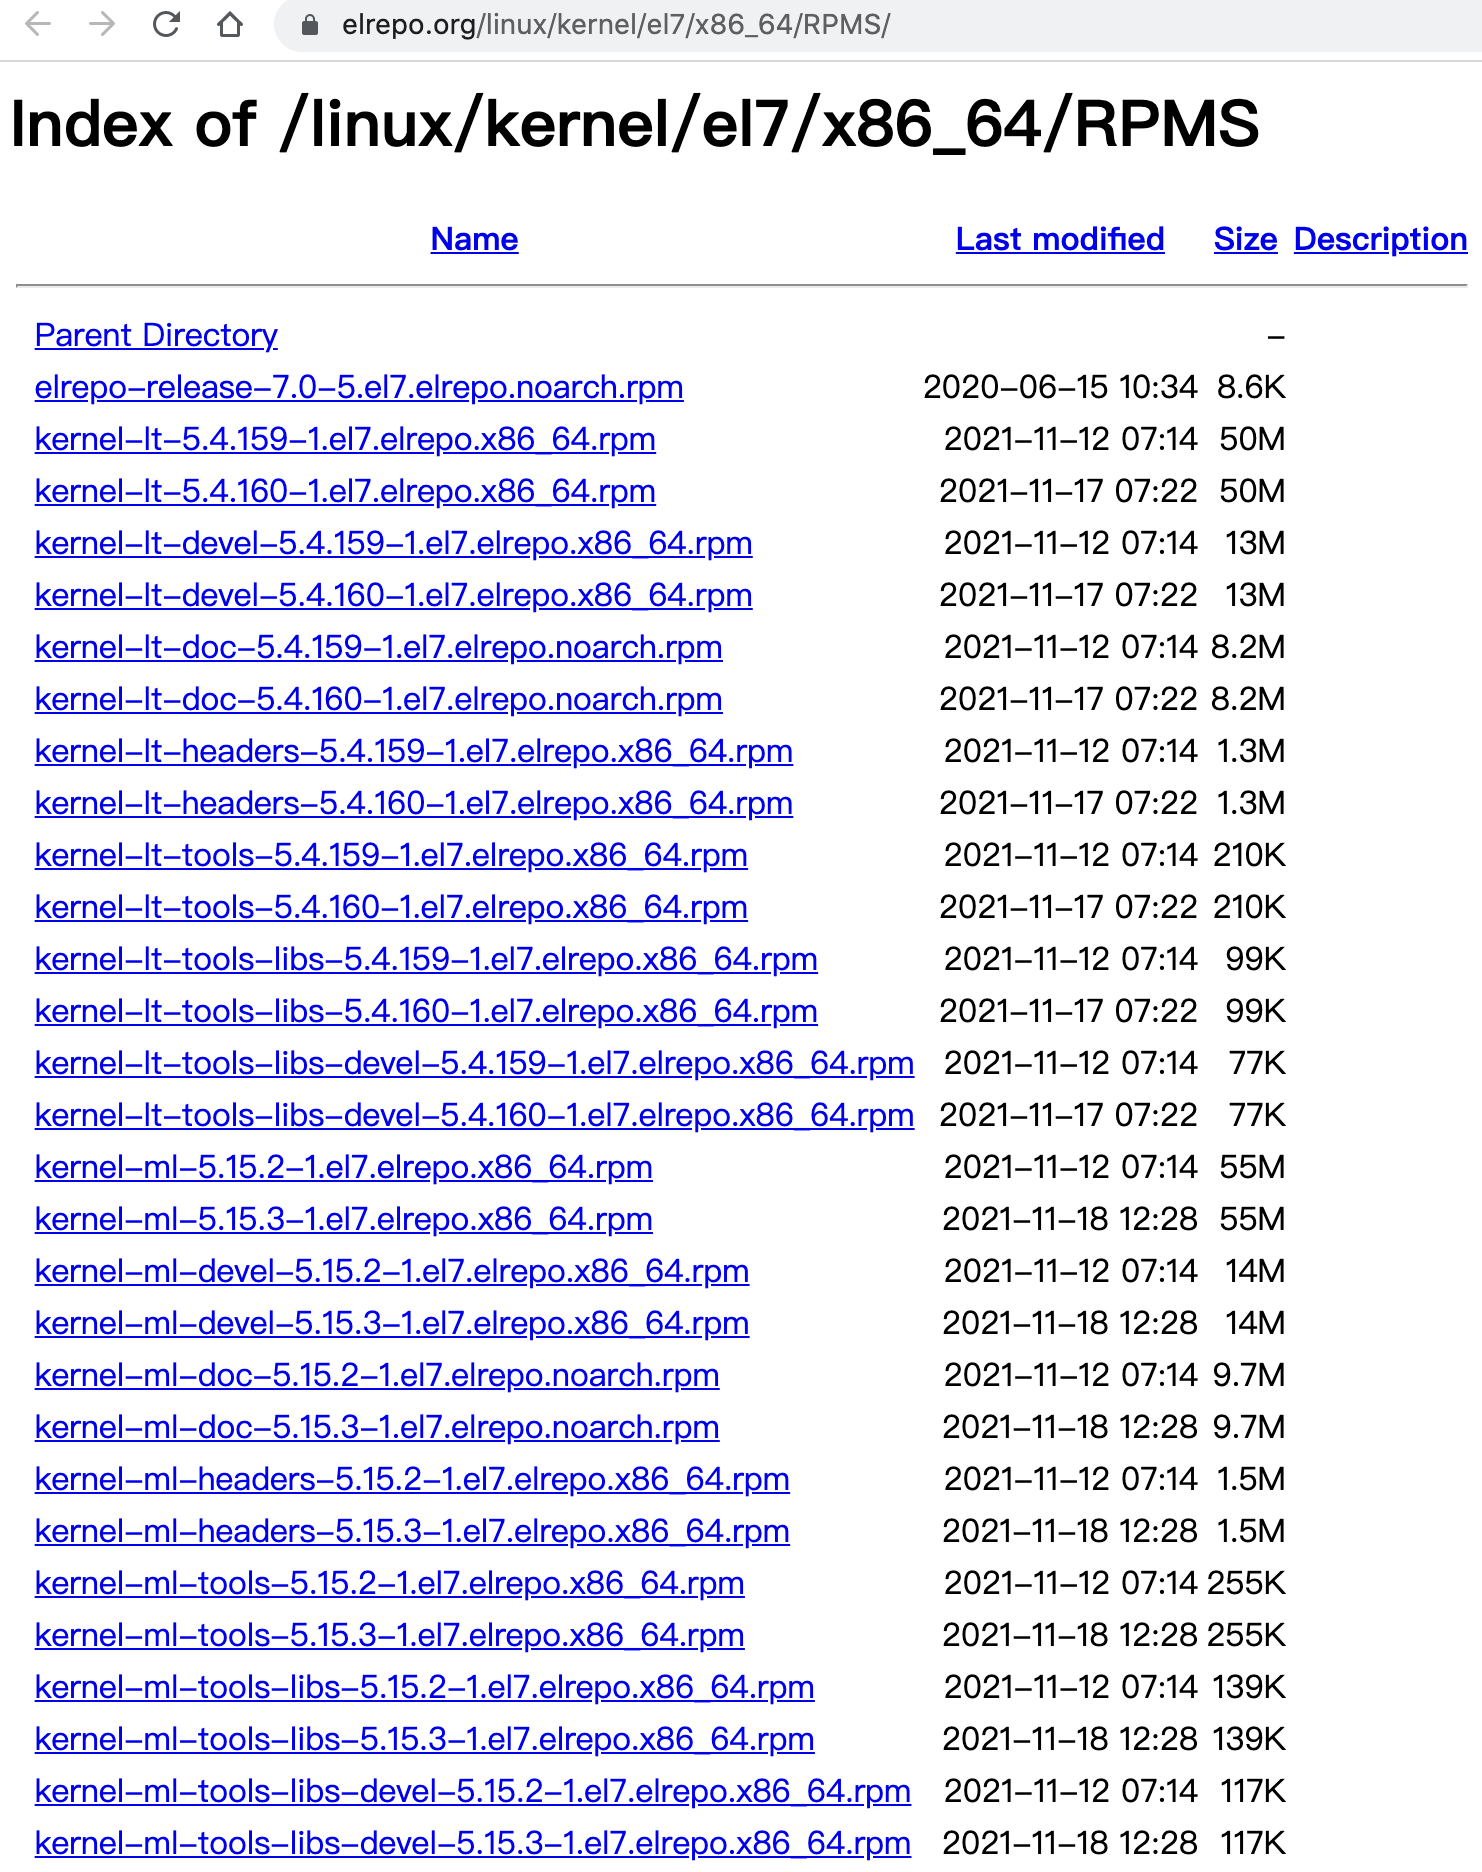 elrepo.org/linux/kernel/el7/x86_64/RPMS/
Index of /linux/kernel/el7/x86_64/RPMS
Name Last modified Size Description
Parent Directory –
elrepo-release-7.0-5.el7.elrepo.noarch.rpm 2020-06-15 10:34 8.6K
kernel-lt-5.4.159-1.el7.elrepo.x86_64.rpm 2021-11-12 07:14 50M
kernel-lt-5.4.160-1.el7.elrepo.x86_64.rpm 2021-11-17 07:22 50M
kernel-lt-devel-5.4.159-1.el7.elrepo.x86_64.rpm 2021-11-12 07:14 13M
kernel-lt-devel-5.4.160-1.el7.elrepo.x86_64.rpm 2021-11-17 07:22 13M
kernel-lt-doc-5.4.159-1.el7.elrepo.noarch.rpm 2021-11-12 07:14 8.2M
kernel-lt-doc-5.4.160-1.el7.elrepo.noarch.rpm 2021-11-17 07:22 8.2M
kernel-lt-headers-5.4.159-1.el7.elrepo.x86_64.rpm 2021-11-12 07:14 1.3M
kernel-lt-headers-5.4.160-1.el7.elrepo.x86_64.rpm 2021-11-17 07:22 1.3M
kernel-lt-tools-5.4.159-1.el7.elrepo.x86_64.rpm 2021-11-12 07:14 210K
kernel-lt-tools-5.4.160-1.el7.elrepo.x86_64.rpm 2021-11-17 07:22 210K
kernel-lt-tools-libs-5.4.159-1.el7.elrepo.x86_64.rpm 2021-11-12 07:14 99K
kernel-lt-tools-libs-5.4.160-1.el7.elrepo.x86_64.rpm 2021-11-17 07:22 99K
kernel-lt-tools-libs-devel-5.4.159-1.el7.elrepo.x86_64.rpm 2021-11-12 07:14 77K
kernel-lt-tools-libs-devel-5.4.160-1.el7.elrepo.x86_64.rpm 2021-11-17 07:22 77K
kernel-ml-5.15.2-1.el7.elrepo.x86_64.rpm 2021-11-12 07:14 55M
kernel-ml-5.15.3-1.el7.elrepo.x86_64.rpm 2021-11-18 12:28 55M
kernel-ml-devel-5.15.2-1.el7.elrepo.x86_64.rpm 2021-11-12 07:14 14M
kernel-ml-devel-5.15.3-1.el7.elrepo.x86_64.rpm 2021-11-18 12:28 14M
kernel-ml-doc-5.15.2-1.el7.elrepo.noarch.rpm 2021-11-12 07:14 9.7M
kernel-ml-doc-5.15.3-1.el7.elrepo.noarch.rpm 2021-11-18 12:28 9.7M
kernel-ml-headers-5.15.2-1.el7.elrepo.x86_64.rpm 2021-11-12 07:14 1.5M
kernel-ml-headers-5.15.3-1.el7.elrepo.x86_64.rpm 2021-11-18 12:28 1.5M
kernel-ml-tools-5.15.2-1.el7.elrepo.x86_64.rpm 2021-11-12 07:14 255K
kernel-ml-tools-5.15.3-1.el7.elrepo.x86_64.rpm 2021-11-18 12:28 255K
kernel-ml-tools-libs-5.15.2-1.el7.elrepo.x86_64.rpm 2021-11-12 07:14 139K
kernel-ml-tools-libs-5.15.3-1.el7.elrepo.x86_64.rpm 2021-11-18 12:28 139K
kernel-ml-tools-libs-devel-5.15.2-1.el7.elrepo.x86_64.rpm 2021-11-12 07:14 117K
kernel-ml-tools-libs-devel-5.15.3-1.el7.elrepo.x86_64.rpm 2021-11-18 12:28 117K